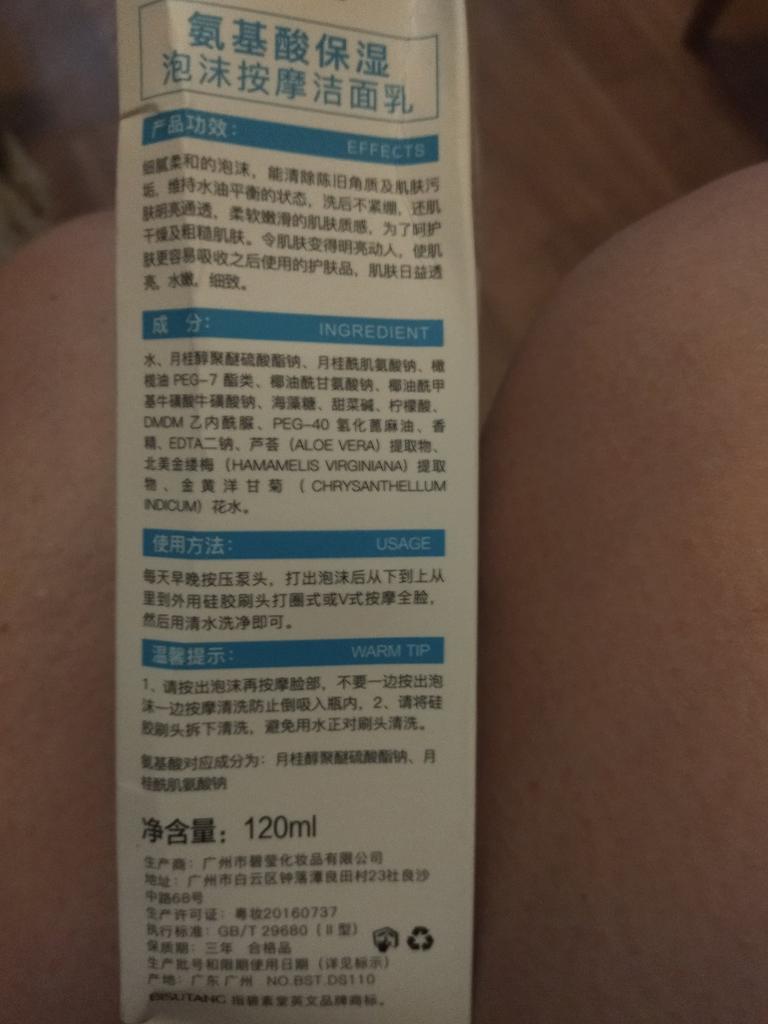 氨基酸保湿
泡沫按摩洁面乳
产品功效：
EFFECTS
细腻柔和的泡沫，能清除陈旧角质及肌肤污
垢，维持水油平衡的状态，洗后不紧绷，还肌
肤明亮通透，柔软嫩滑的肌肤质感，为了呵护
干燥及粗糙肌肤。令肌肤变得明亮动人，使肌
肤更容易吸收之后使用的护肤品，肌肤日益透
亮，水嫩，细致。
成 分：
INGREDIENT
水、月桂醇聚醚硫酸酯钠、月桂酰肌氨酸钠、橄
榄油 PEG-7 酯类、椰油酰甘氨酸钠、椰油酰甲
基牛磺酸牛磺酸钠、海藻糖、甜菜碱、柠檬酸、
DMDM 乙内酰脲、PEG-40 氢化蓖麻油、香
精、EDTA二钠、芦荟（ALOE VERA）提取物、
北美金缕梅（HAMAMELIS VIRGINIANA）提取
物、金黄洋甘菊（CHRYSANTHELLUM
INDICUM）花水。
使用方法：
USAGE
每天早晚按压泵头，打出泡沫后从下到上从
里到外用硅胶刷头打圈式或V式按摩全脸，
然后用清水洗净即可。
温馨提示：
WARM TIP
1、请按出泡沫再按摩脸部，不要一边按出泡
沫一边按摩清洗防止倒吸入瓶内，2、请将硅
胶刷头拆下清洗，避免用水正对刷头清洗。
氨基酸对应成分为：月桂醇聚醚硫酸酯钠、月
桂酰肌氨酸钠
净含量：120ml
生产商：广州市碧莹化妆品有限公司
地址：广州市白云区钟落潭良田村23社良沙
中路68号
生产许可证：粤妆20160737
执行标准：GB/T 29680（II型）
保质期：三年 合格品
生产批号和限期使用日期（详见标示）
产地：广东 广州 NO.BST.DS110
BISUTANG 指碧素堂英文品牌商标。